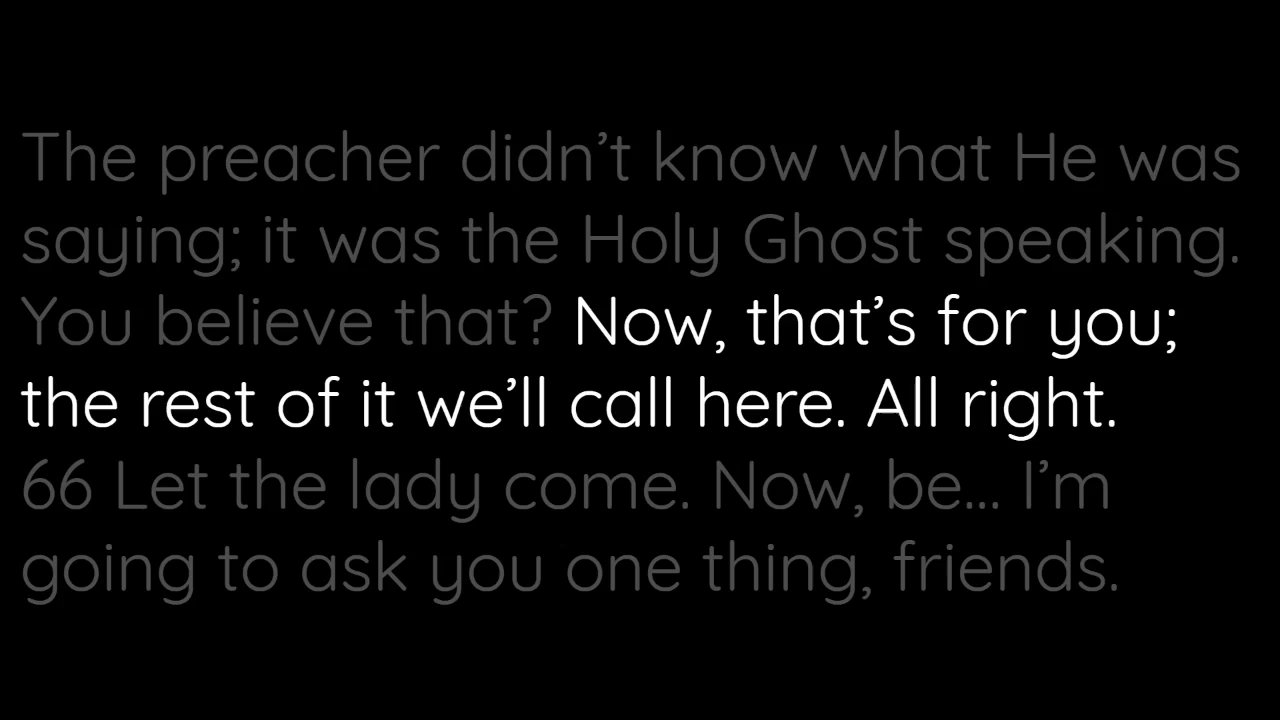 The preacher didn’t know what He was
saying; it was the Holy Ghost speaking.
You believe that? Now, that’s for you;
the rest of it we’ll call here. All right.
66 Let the lady come. Now, be... I’m
going to ask you one thing, friends.